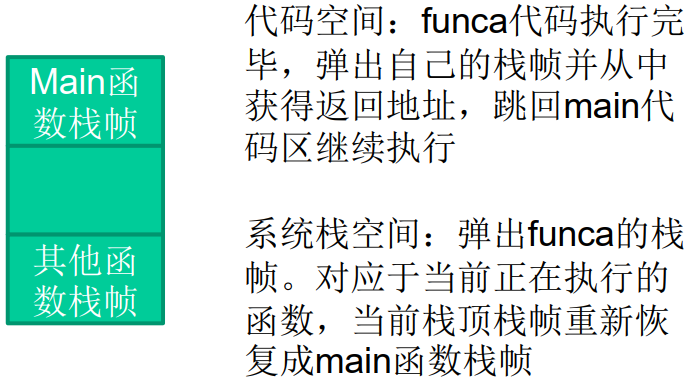 Main函
数栈帧
其他函
数栈帧
代码空间：funca代码执行完
毕，弹出自己的栈帧并从中
获得返回地址，跳回main代
码区继续执行
系统栈空间：弹出funca的栈
帧。对应于当前正在执行的
函数，当前栈顶栈帧重新恢
复成main函数栈帧